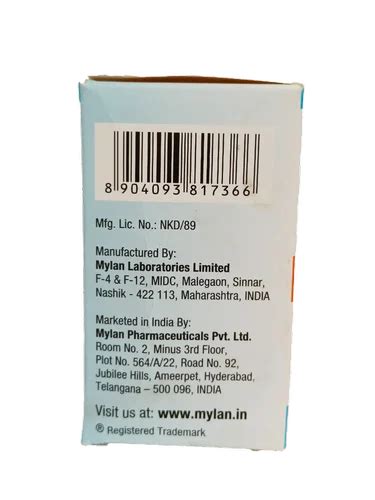 8 904093 817366
Mfg. Lic. No.: NKD/89
Manufactured By:
Mylan Laboratories Limited
F-4 & F-12, MIDC, Malegaon, Sinnar,
Nashik - 422 113, Maharashtra, INDIA
Marketed in India By:
Mylan Pharmaceuticals Pvt. Ltd.
Room No. 2, Minus 3rd Floor,
Plot No. 564/A/22, Road No. 92,
Jubilee Hills, Ameerpet, Hyderabad,
Telangana – 500 096, INDIA
Visit us at: www.mylan.in
® Registered Trademark